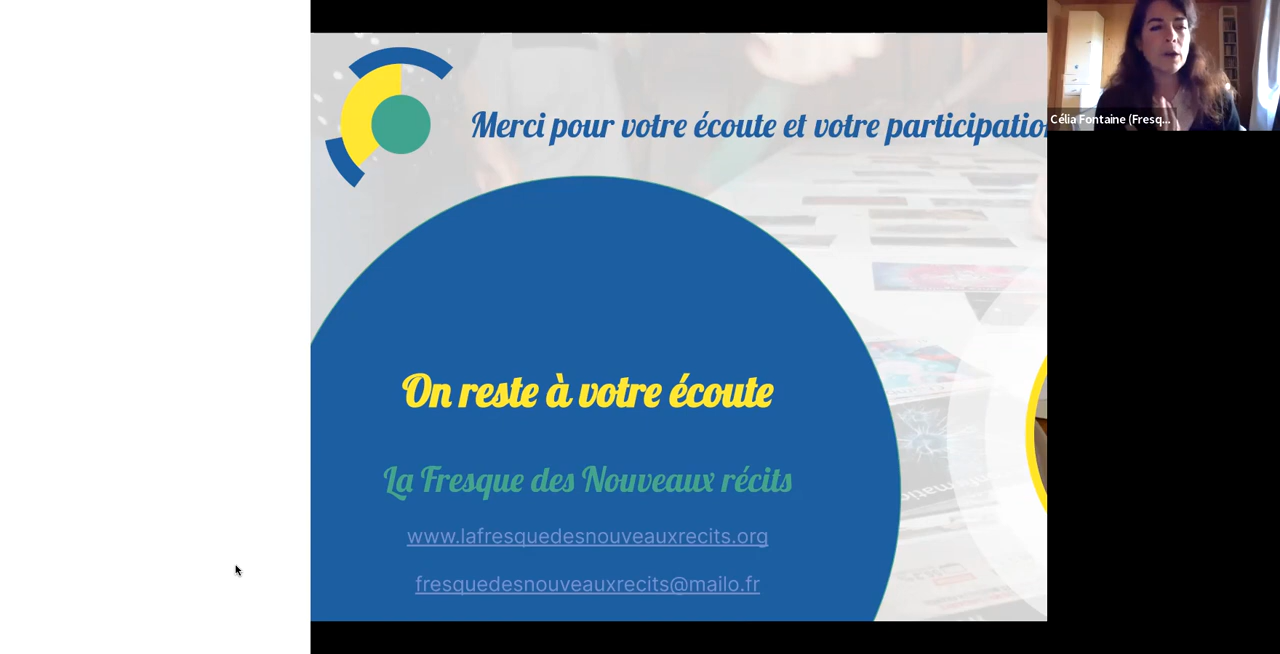 Merci pour votre écoute et votre participatio
Célia Fontaine (Fresq...
On reste à votre écoute
La Fresque des Nouveaux récits
www.lafresquedesnouveauxrecits.org
fresquedesnouveauxrecits@mailo.fr